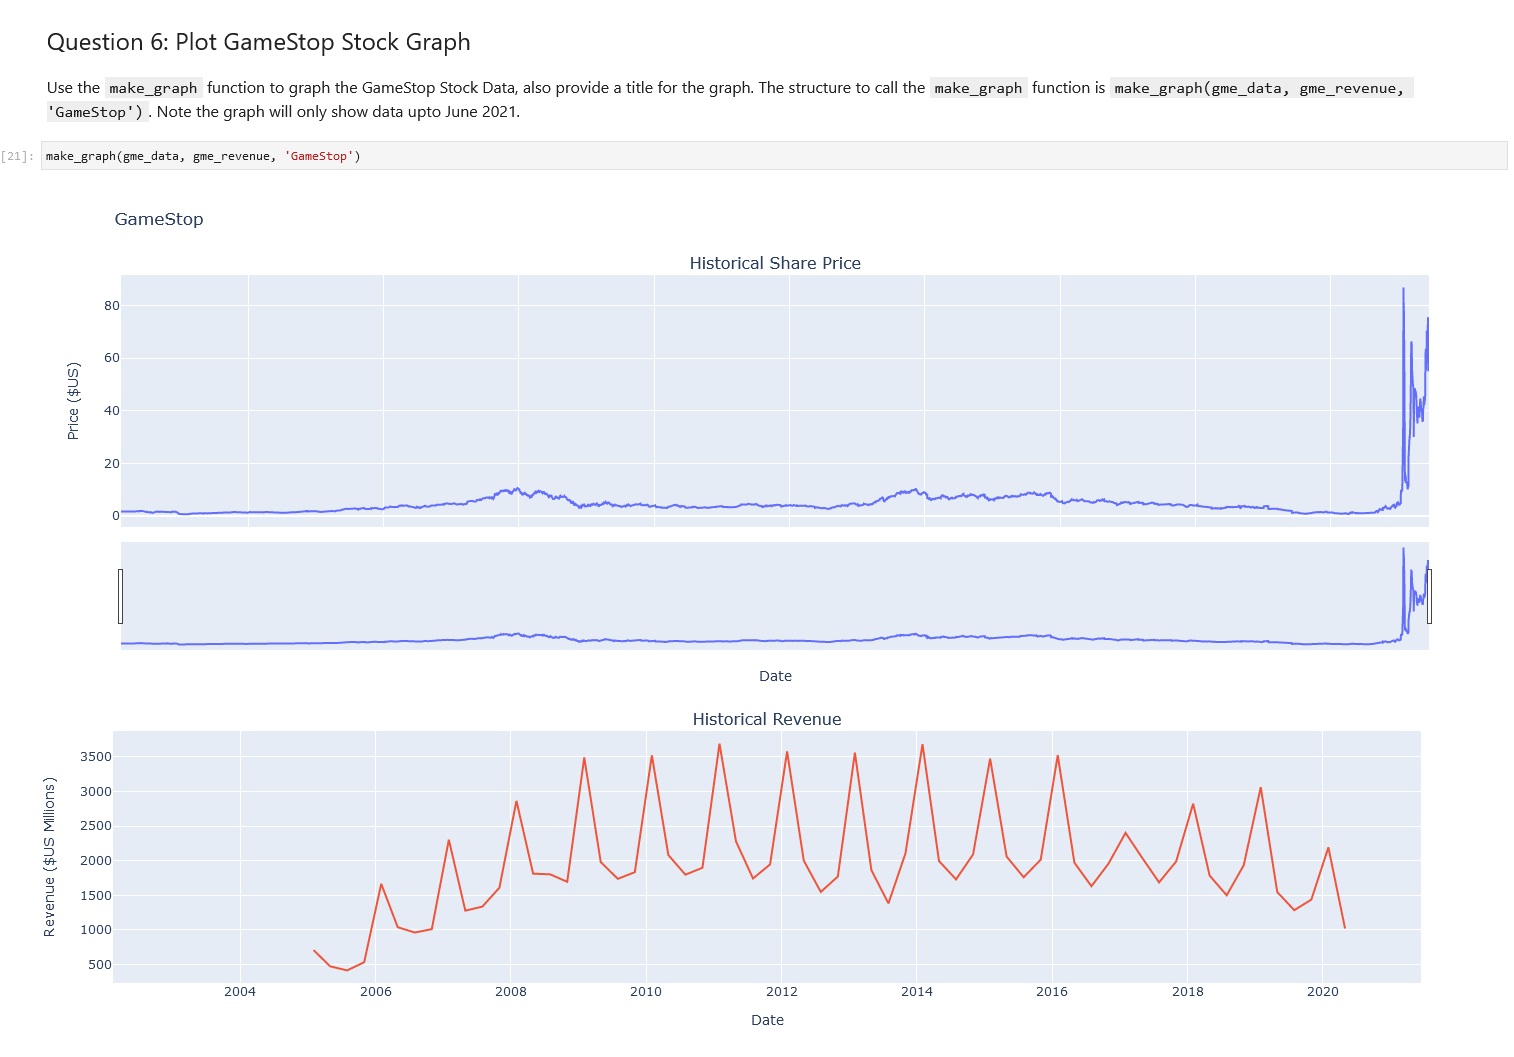 Question 6: Plot GameStop Stock Graph
Use the make_graph function to graph the GameStop Stock Data, also provide a title for the graph. The structure to call the make_graph function is make_graph(gme_data, gme_revenue,
'GameStop') . Note the graph will only show data upto June 2021.
[21]: make_graph(gme_data, gme_revenue, 'GameStop')
GameStop
Historical Share Price
80
60
40
20
0
Price ($US)
Date
Historical Revenue
3500
3000
2500
2000
1500
1000
500
Revenue ($US Millions)
2004 2006 2008 2010 2012 2014 2016 2018 2020
Date